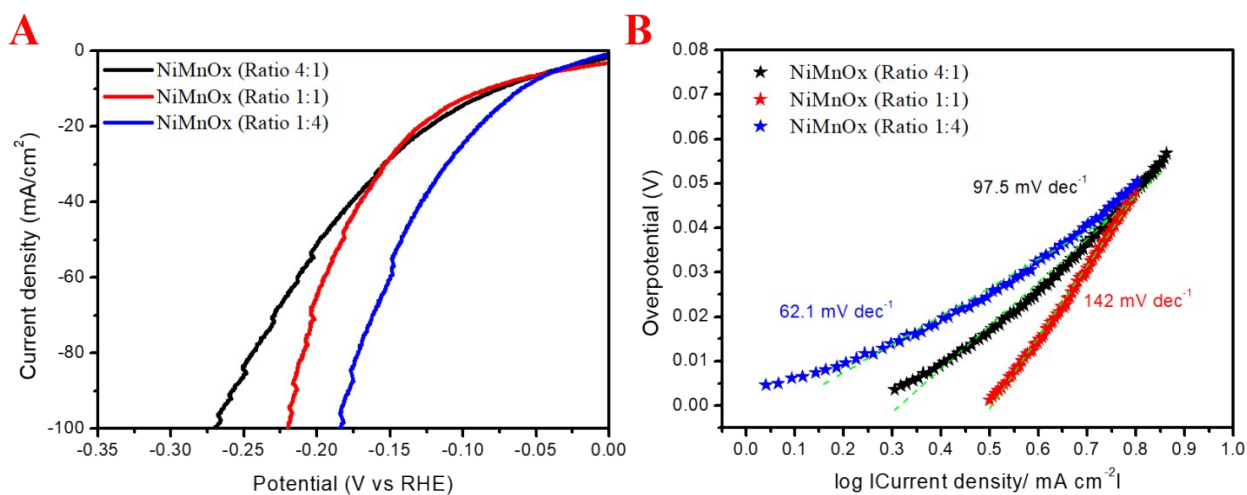 A
NiMnOx (Ratio 4:1)
NiMnOx (Ratio 1:1)
NiMnOx (Ratio 1:4)
Current density (mA/cm²)
0
-20
-40
-60
-80
-100
-0.35
-0.30
-0.25
-0.20
-0.15
-0.10
-0.05
0.00
Potential (V vs RHE)
B
NiMnOx (Ratio 4:1)
NiMnOx (Ratio 1:1)
NiMnOx (Ratio 1:4)
97.5 mV dec⁻¹
62.1 mV dec⁻¹
142 mV dec⁻¹
Overpotential (V)
0.08
0.07
0.06
0.05
0.04
0.03
0.02
0.01
0.00
0.0
0.1
0.2
0.3
0.4
0.5
0.6
0.7
0.8
0.9
1.0
log ICurrent density/ mA cm⁻²I